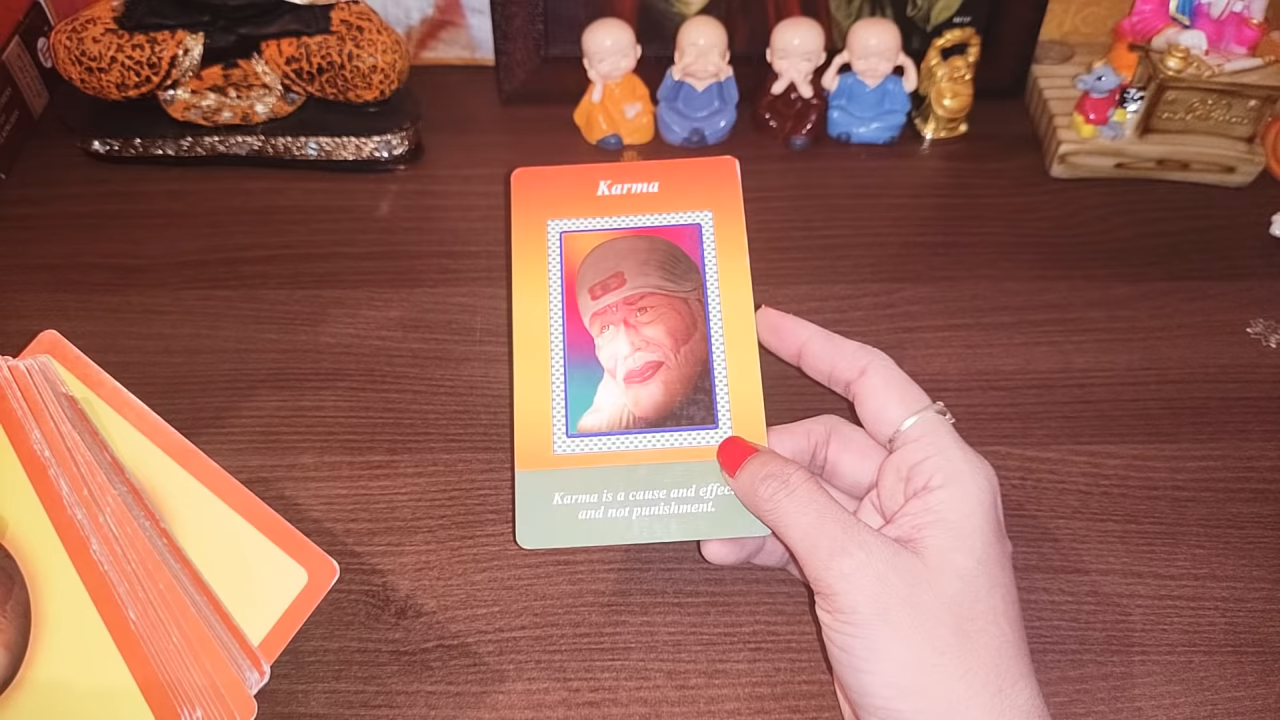 Karma
Karma is a cause and effect
and not punishment.